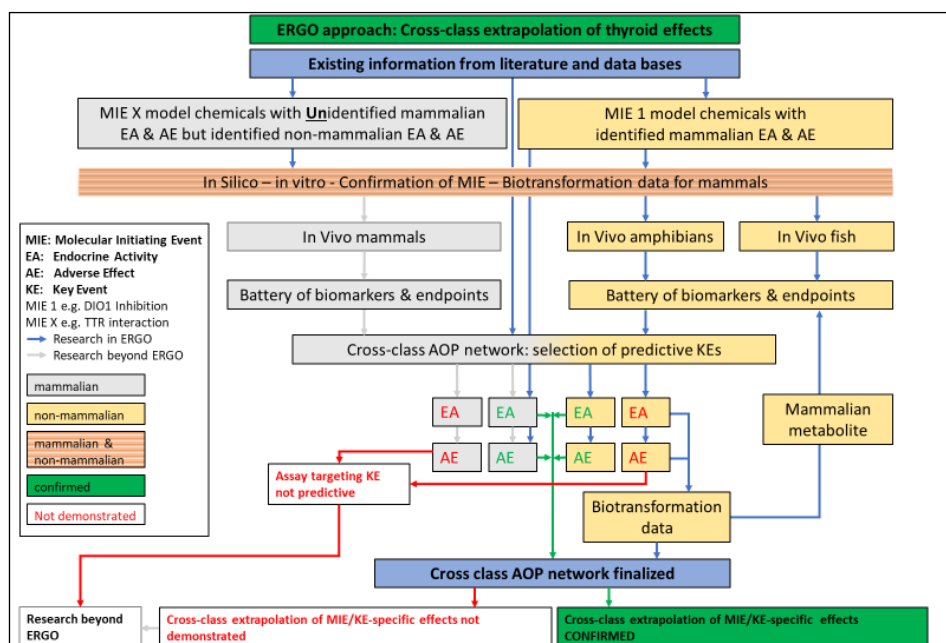 ERGO approach: Cross-class extrapolation of thyroid effects
Existing information from literature and data bases
MIE X model chemicals with Unidentified mammalian
EA & AE but identified non-mammalian EA & AE
MIE 1 model chemicals with
identified mammalian EA & AE
In Silico – in vitro - Confirmation of MIE – Biotransformation data for mammals
In Vivo mammals
In Vivo amphibians
In Vivo fish
Battery of biomarkers & endpoints
Battery of biomarkers & endpoints
Cross-class AOP network: selection of predictive KEs
MIE: Molecular Initiating Event
EA: Endocrine Activity
AE: Adverse Effect
KE: Key Event
MIE 1 e.g. DIO1 Inhibition
MIE X e.g. TTR interaction
Research in ERGO
Research beyond ERGO
mammalian
non-mammalian
mammalian &
non-mammalian
confirmed
Not demonstrated
EA
EA
EA
EA
AE
AE
AE
AE
Mammalian
metabolite
Assay targeting KE
not predictive
Biotransformation
data
Cross class AOP network finalized
Research beyond
ERGO
Cross-class extrapolation of MIE/KE-specific effects not
demonstrated
Cross-class extrapolation of MIE/KE-specific effects
CONFIRMED